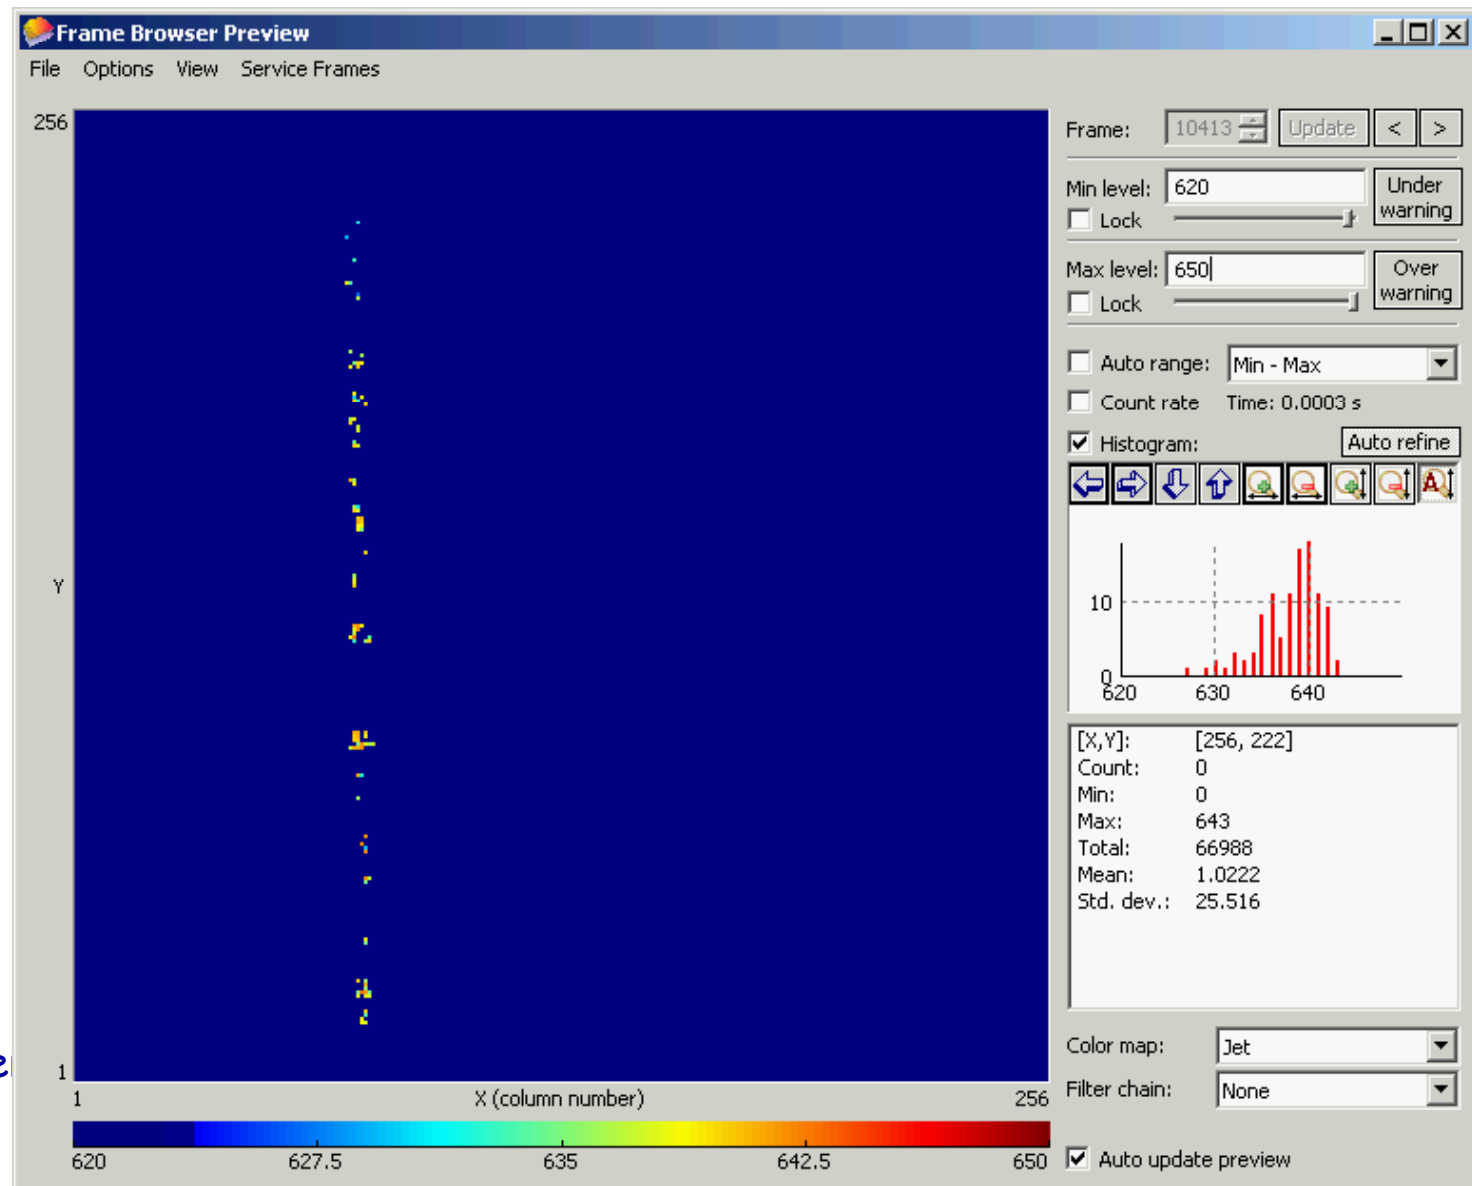 Frame Browser Preview
File Options View Service Frames
256
Y
1
1 X (column number) 256
620 627.5 635 642.5 650
Frame: 10413 Update < >
Min level: 620 Under warning
Lock
Max level: 650 Over warning
Lock
Auto range: Min - Max
Count rate Time: 0.0003 s
Histogram: Auto refine
A
10
0
620 630 640
[X,Y]: [256, 222]
Count: 0
Min: 0
Max: 643
Total: 66988
Mean: 1.0222
Std. dev.: 25.516
Color map: Jet
Filter chain: None
Auto update preview